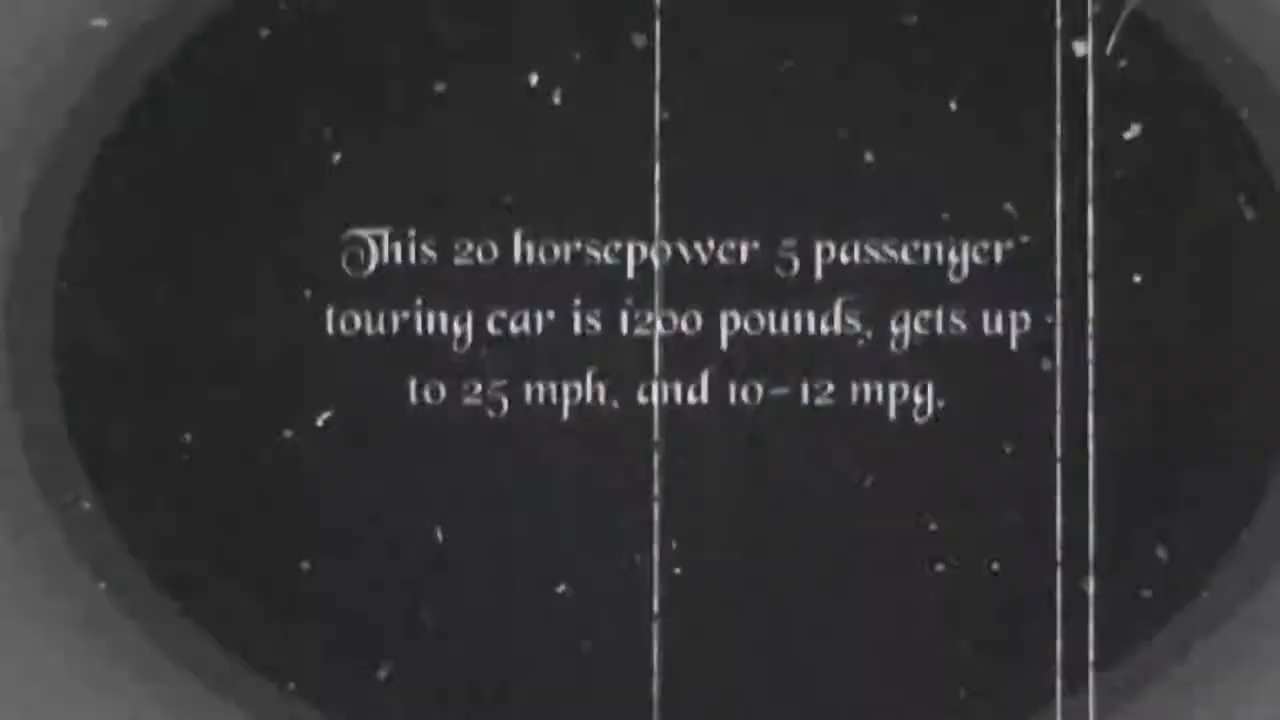 This 20 horsepower 5 passenger
touring car is 1200 pounds, gets up
to 25 mph, and 10-12 mpg.